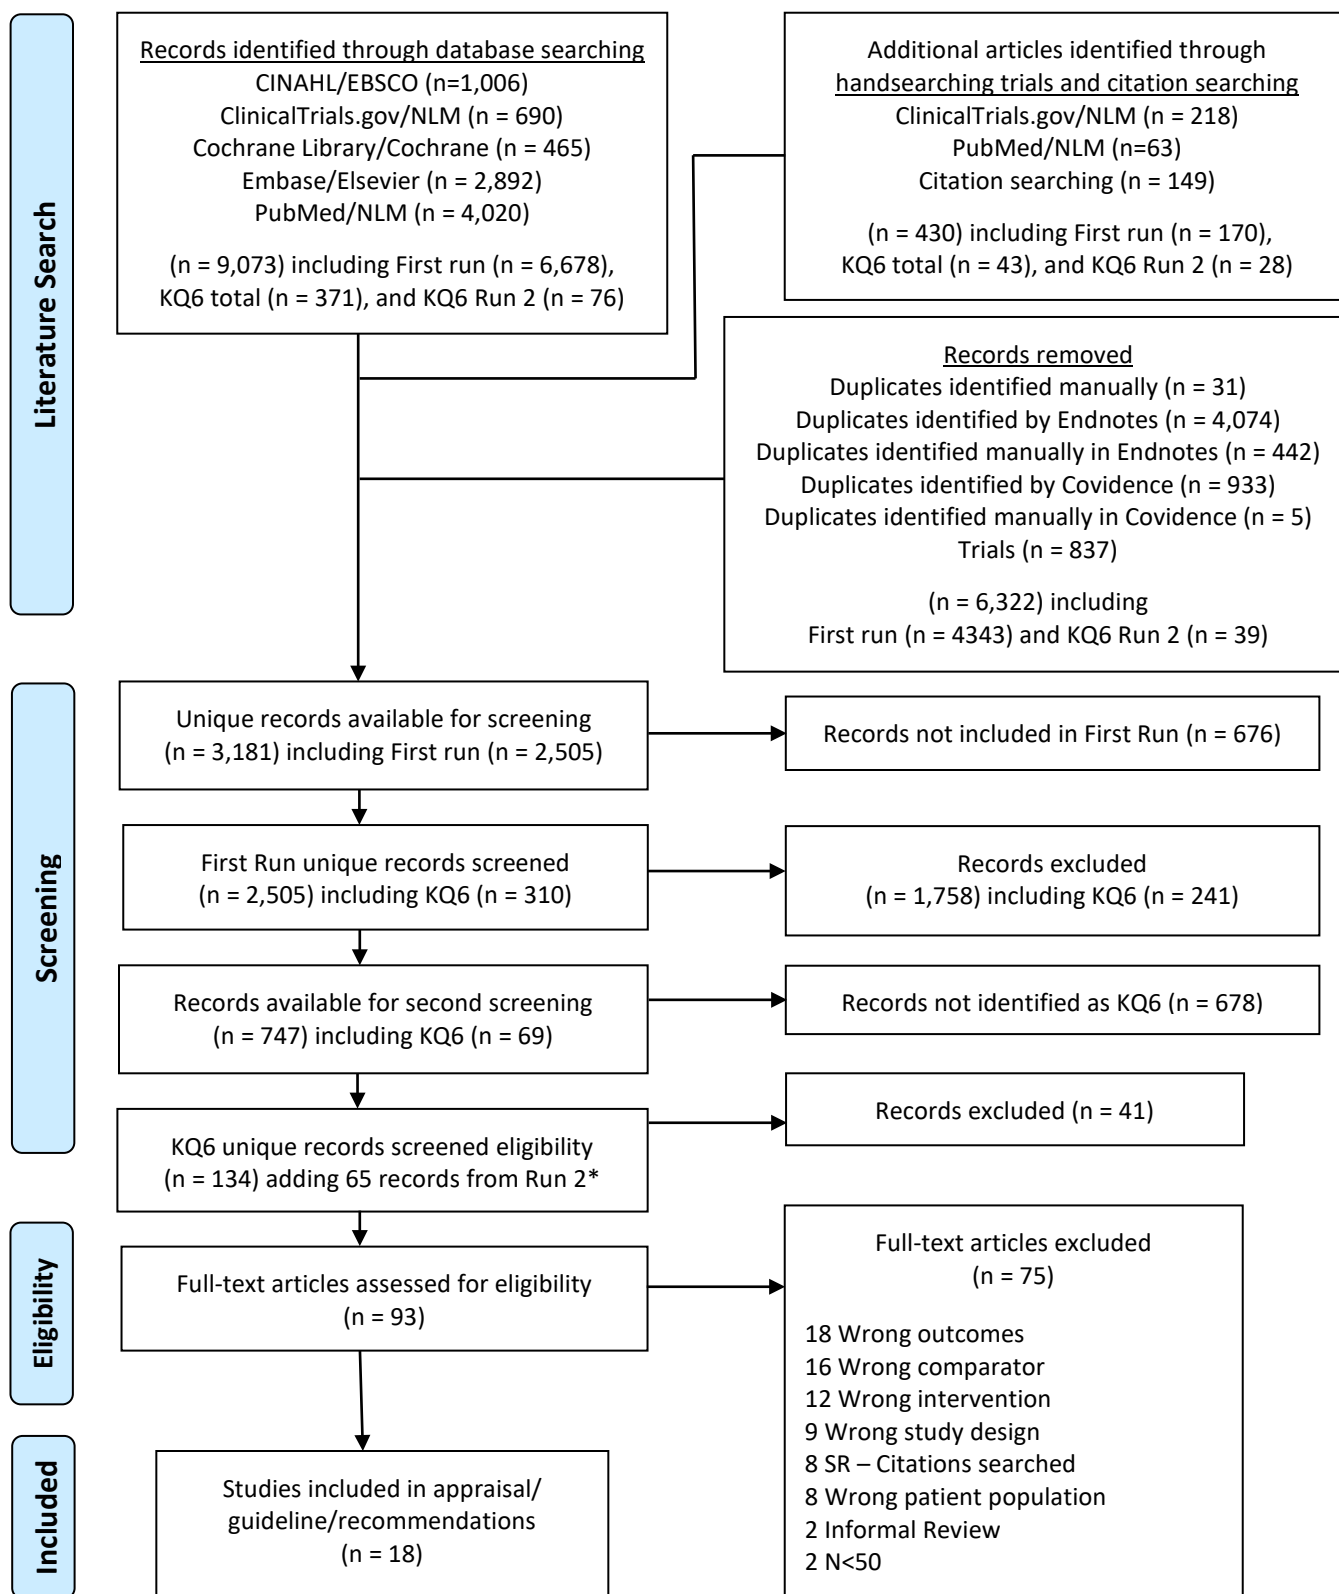 Literature Search
Records identified through database searching
CINAHL/EBSCO (n=1,006)
ClinicalTrials.gov/NLM (n = 690)
Cochrane Library/Cochrane (n = 465)
Embase/Elsevier (n = 2,892)
PubMed/NLM (n = 4,020)
(n = 9,073) including First run (n = 6,678),
KQ6 total (n = 371), and KQ6 Run 2 (n = 76)
Additional articles identified through
handsearching trials and citation searching
ClinicalTrials.gov/NLM (n = 218)
PubMed/NLM (n=63)
Citation searching (n = 149)
(n = 430) including First run (n = 170),
KQ6 total (n = 43), and KQ6 Run 2 (n = 28)
Records removed
Duplicates identified manually (n = 31)
Duplicates identified by Endnotes (n = 4,074)
Duplicates identified manually in Endnotes (n = 442)
Duplicates identified by Covidence (n = 933)
Duplicates identified manually in Covidence (n = 5)
Trials (n = 837)
(n = 6,322) including
First run (n = 4343) and KQ6 Run 2 (n = 39)
Screening
Unique records available for screening
(n = 3,181) including First run (n = 2,505)
Records not included in First Run (n = 676)
First Run unique records screened
(n = 2,505) including KQ6 (n = 310)
Records excluded
(n = 1,758) including KQ6 (n = 241)
Records available for second screening
(n = 747) including KQ6 (n = 69)
Records not identified as KQ6 (n = 678)
KQ6 unique records screened eligibility
(n = 134) adding 65 records from Run 2*
Records excluded (n = 41)
Eligibility
Full-text articles assessed for eligibility
(n = 93)
Full-text articles excluded
(n = 75)
18 Wrong outcomes
16 Wrong comparator
12 Wrong intervention
9 Wrong study design
8 SR – Citations searched
8 Wrong patient population
2 Informal Review
2 N<50
Included
Studies included in appraisal/
guideline/recommendations
(n = 18)